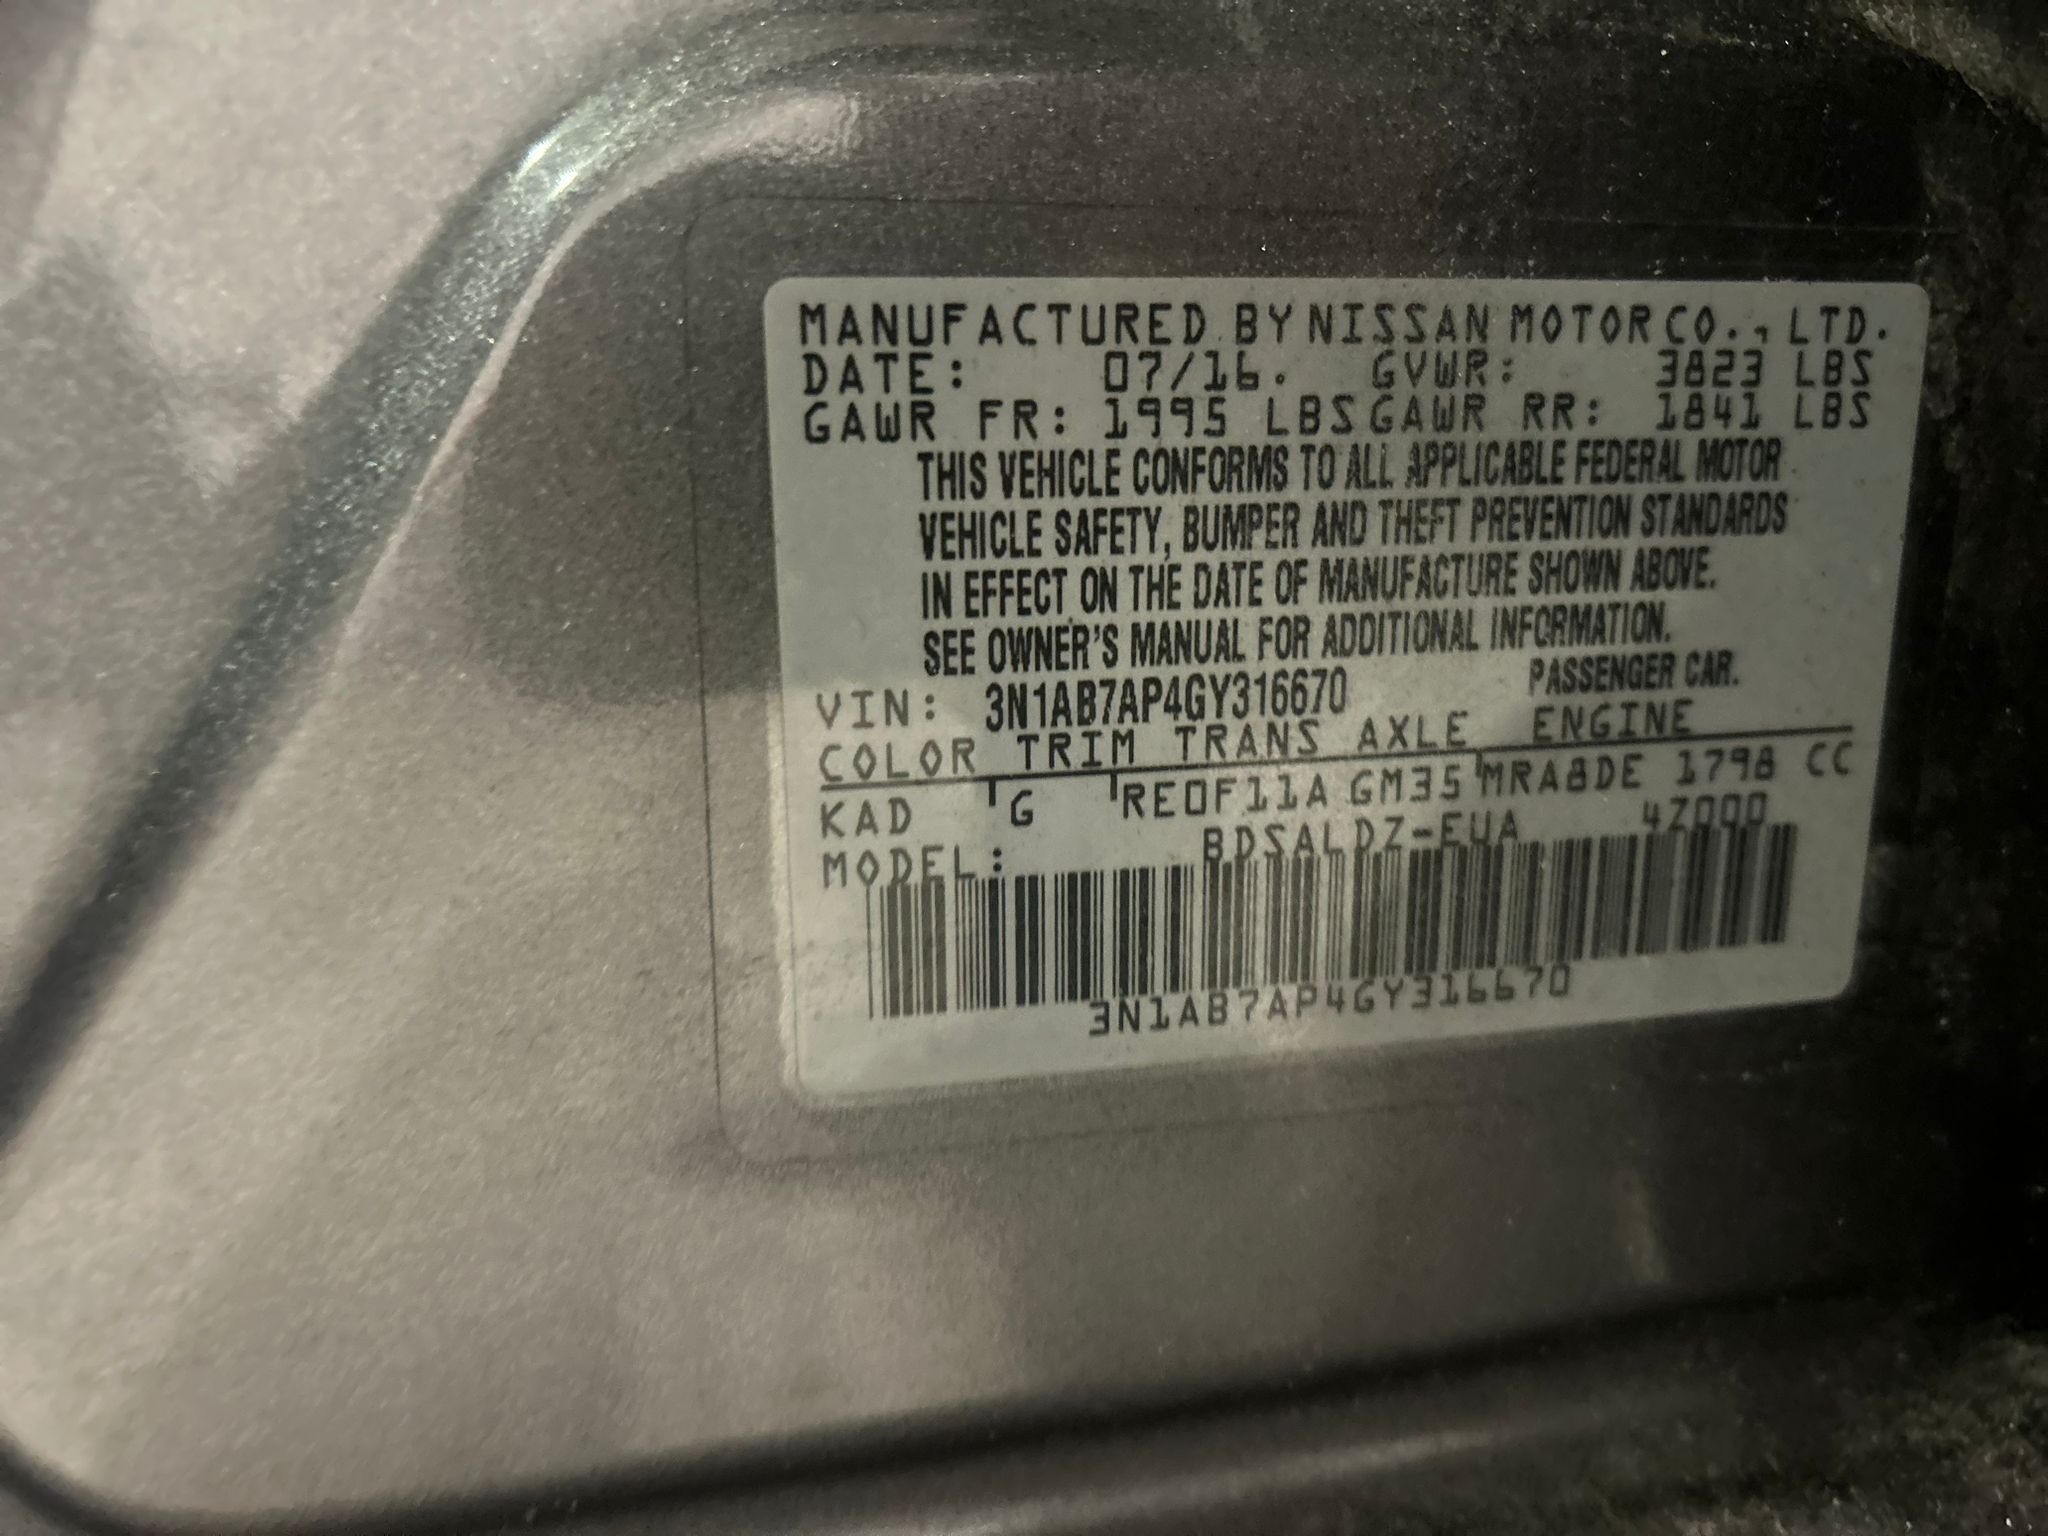 MANUFACTURED BY NISSAN MOTOR CO., LTD.
DATE: 07/16. GVWR: 3823 LBS
GAWR FR: 1995 LBS GAWR RR: 1841 LBS
THIS VEHICLE CONFORMS TO ALL APPLICABLE FEDERAL MOTOR
VEHICLE SAFETY, BUMPER AND THEFT PREVENTION STANDARDS
IN EFFECT ON THE DATE OF MANUFACTURE SHOWN ABOVE.
SEE OWNER'S MANUAL FOR ADDITIONAL INFORMATION.
VIN: 3N1AB7AP4GY316670 PASSENGER CAR.
COLOR TRIM TRANS AXLE ENGINE
KAD G RE0F11A GM35 MRA8DE 1798 CC
MODEL: BDSALDZ-EUA 4Z000
3N1AB7AP4GY316670